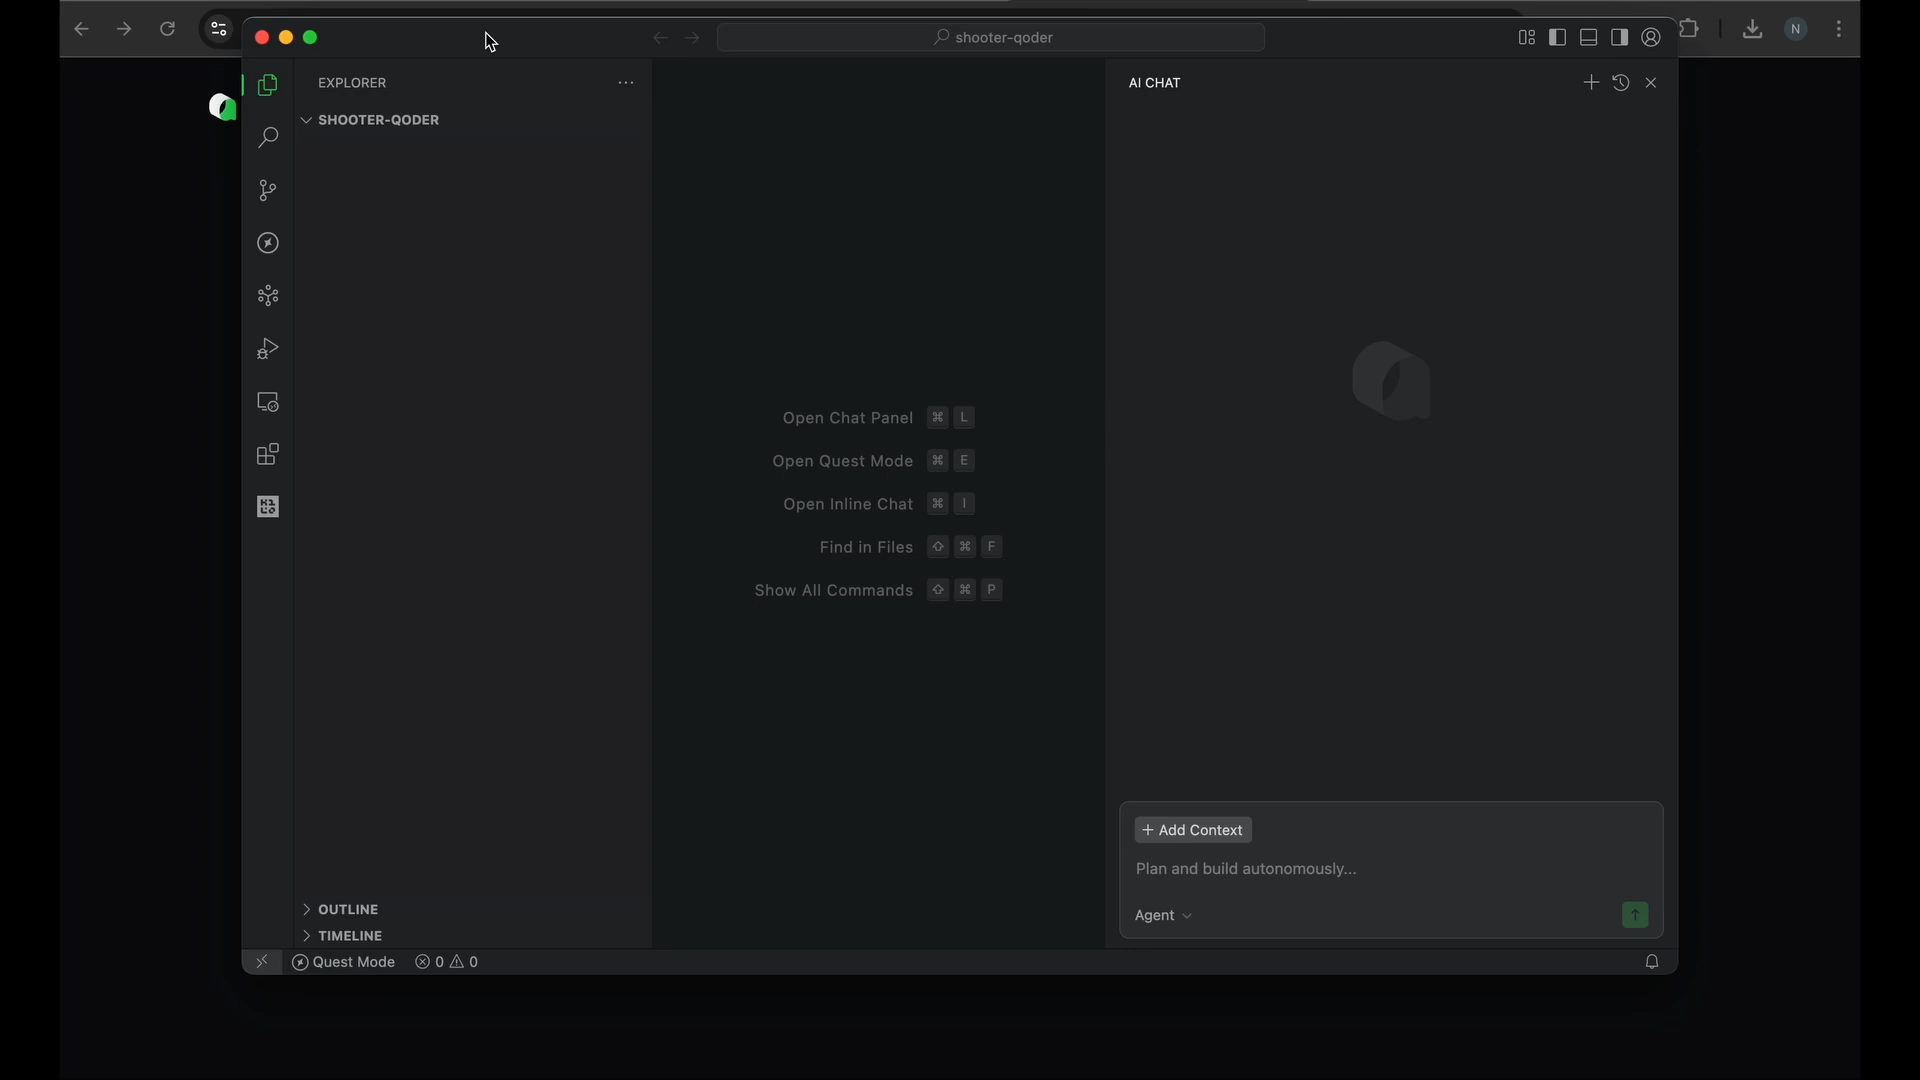 shooter-qoder
N
EXPLORER
AI CHAT
SHOOTER-QODER
Open Chat Panel ⌘ L
Open Quest Mode ⌘ E
Open Inline Chat ⌘ I
Find in Files ⇧ ⌘ F
Show All Commands ⇧ ⌘ P
+ Add Context
Plan and build autonomously...
Agent
OUTLINE
TIMELINE
Quest Mode 0 0